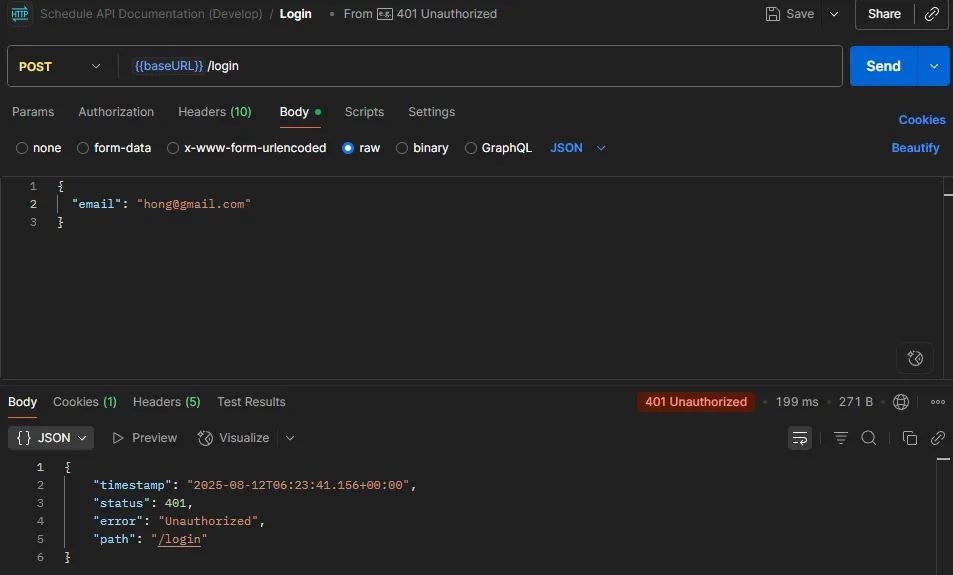 HTTP Schedule API Documentation (Develop) / Login • From e.g. 401 Unauthorized Save Share
POST {{baseURL}} /login Send
Params Authorization Headers (10) Body Scripts Settings Cookies
none form-data x-www-form-urlencoded raw binary GraphQL JSON Beautify
1 {
2 "email": "hong@gmail.com"
3 }
Body Cookies (1) Headers (5) Test Results 401 Unauthorized • 199 ms • 271 B
{} JSON Preview Visualize
1 {
2 "timestamp": "2025-08-12T06:23:41.156+00:00",
3 "status": 401,
4 "error": "Unauthorized",
5 "path": "/login"
6 }